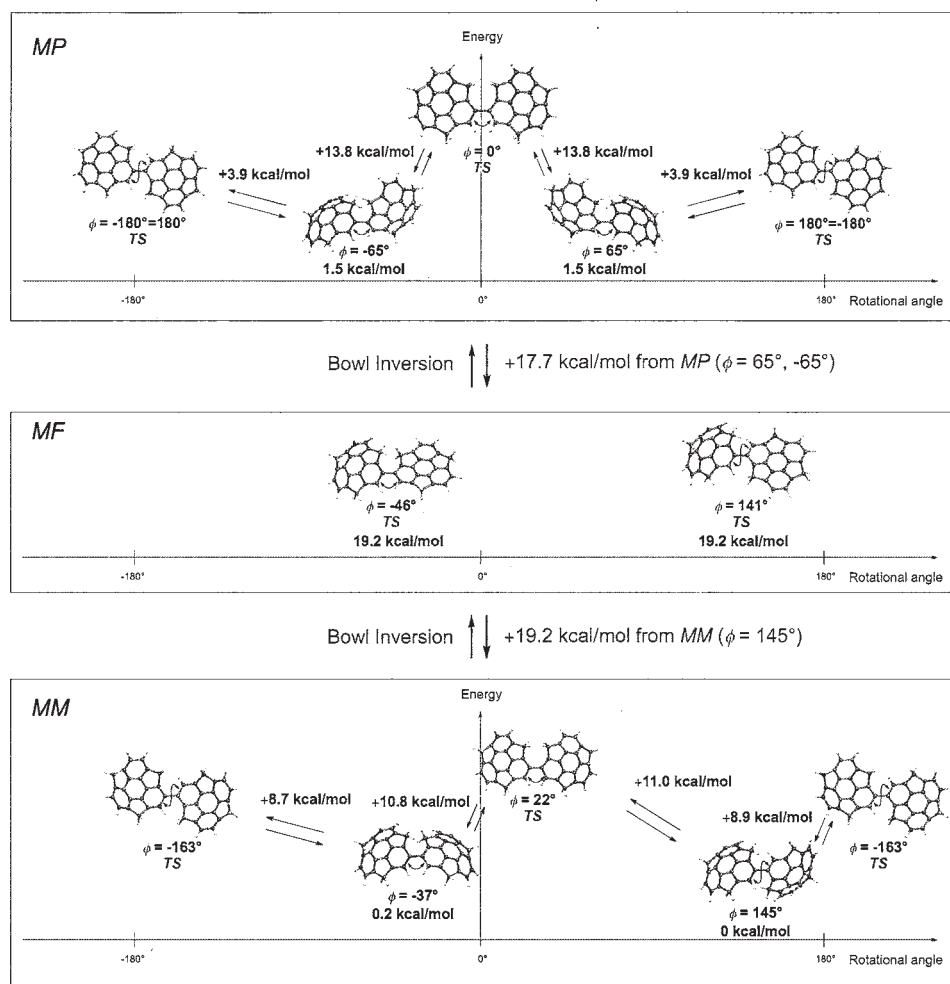 MP
Energy
+13.8 kcal/mol
ϕ = 0°
TS
+13.8 kcal/mol
+3.9 kcal/mol
+3.9 kcal/mol
ϕ = -180°=180°
TS
ϕ = -65°
1.5 kcal/mol
ϕ = 65°
1.5 kcal/mol
ϕ = 180°=-180°
TS
-180°
0°
180°
Rotational angle
Bowl Inversion
+17.7 kcal/mol from MP (ϕ = 65°, -65°)
MF
ϕ = -46°
TS
19.2 kcal/mol
ϕ = 141°
TS
19.2 kcal/mol
-180°
0°
180°
Rotational angle
Bowl Inversion
+19.2 kcal/mol from MM (ϕ = 145°)
MM
Energy
+8.7 kcal/mol
+10.8 kcal/mol
ϕ = 22°
TS
+11.0 kcal/mol
+8.9 kcal/mol
ϕ = -163°
TS
ϕ = -163°
TS
ϕ = -37°
0.2 kcal/mol
ϕ = 145°
0 kcal/mol
-180°
0°
180°
Rotational angle